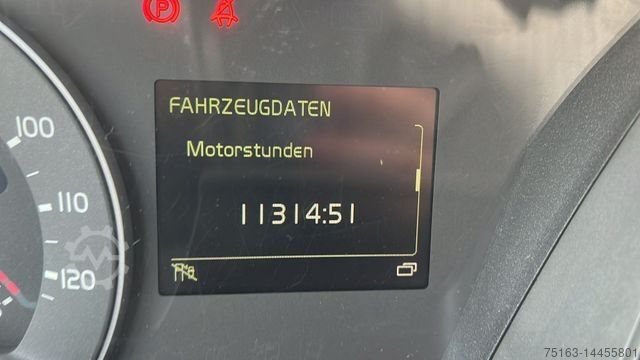 P
FAHRZEUGDATEN
Motorstunden
11314:51
100
110
120
75163-14455801